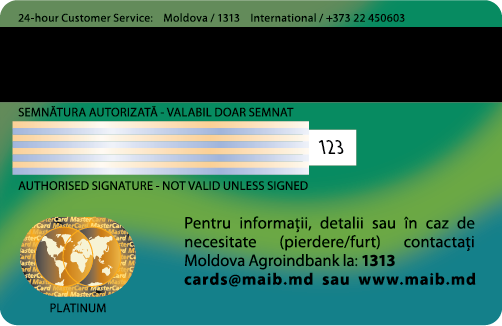 24-hour Customer Service: Moldova / 1313 International / +373 22 450603
SEMNĂTURA AUTORIZATĂ - VALABIL DOAR SEMNAT
123
AUTHORISED SIGNATURE - NOT VALID UNLESS SIGNED
Pentru informaţii, detalii sau în caz de
necesitate (pierdere/furt) contactaţi
Moldova Agroindbank la: 1313
cards@maib.md sau www.maib.md
MasterCard
PLATINUM